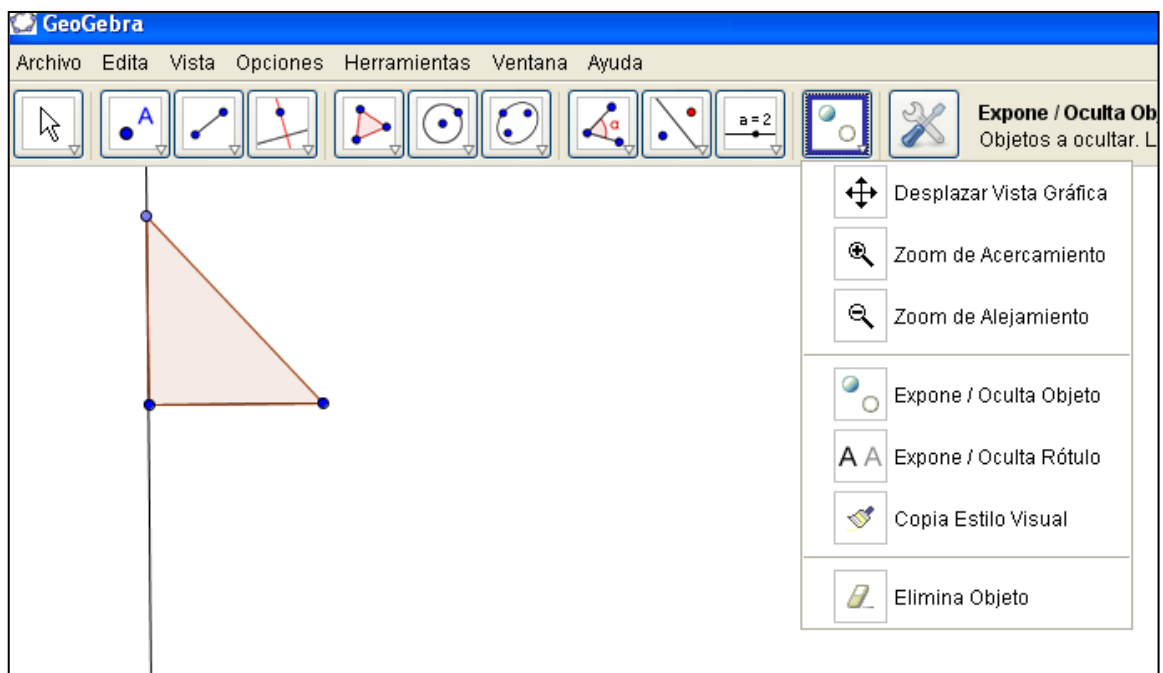 GeoGebra
Archivo Edita Vista Opciones Herramientas Ventana Ayuda
A
α
a = 2
Expone / Oculta Ob
Objetos a ocultar. L
Desplazar Vista Gráfica
Zoom de Acercamiento
Zoom de Alejamiento
Expone / Oculta Objeto
A A Expone / Oculta Rótulo
Copia Estilo Visual
Elimina Objeto